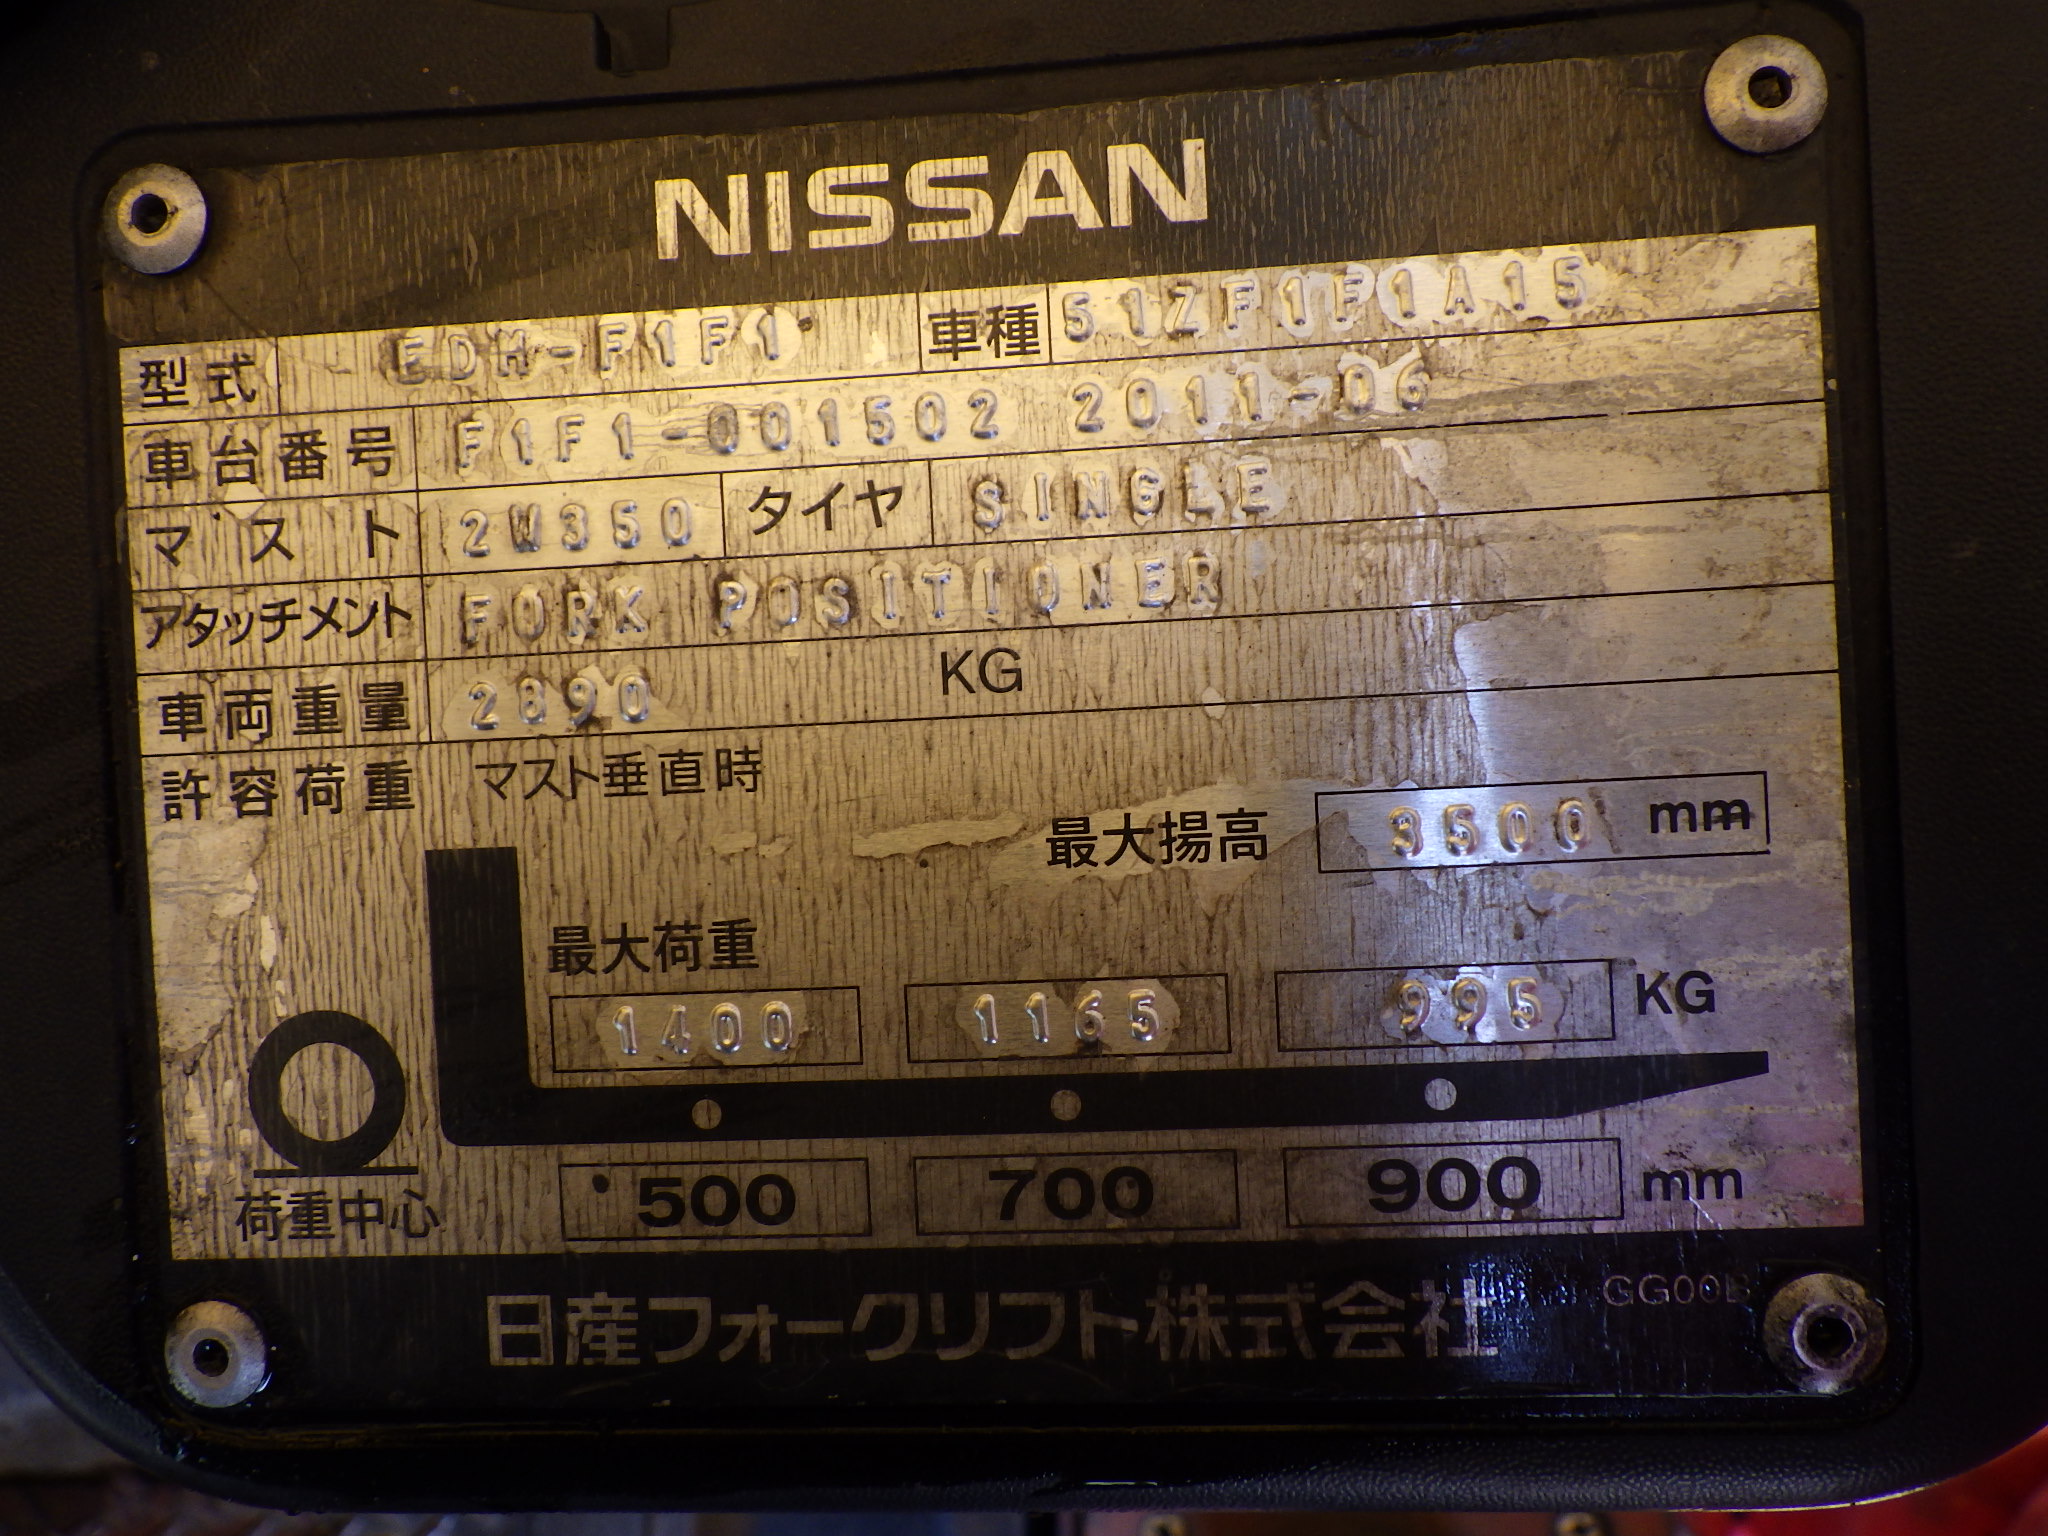 NISSAN
型式 EDM-F1F1 車種 51ZF1F1A15
車台番号 F1F1-001502 2011-06
マスト 2W350 タイヤ SINGLE
アタッチメント FORK POSITIONER
車両重量 2890 KG
許容荷重 マスト垂直時
最大揚高 3500 mm
最大荷重
1400 1165 995 KG
荷重中心 500 700 900 mm
日産フォークリフト株式会社 GG00B